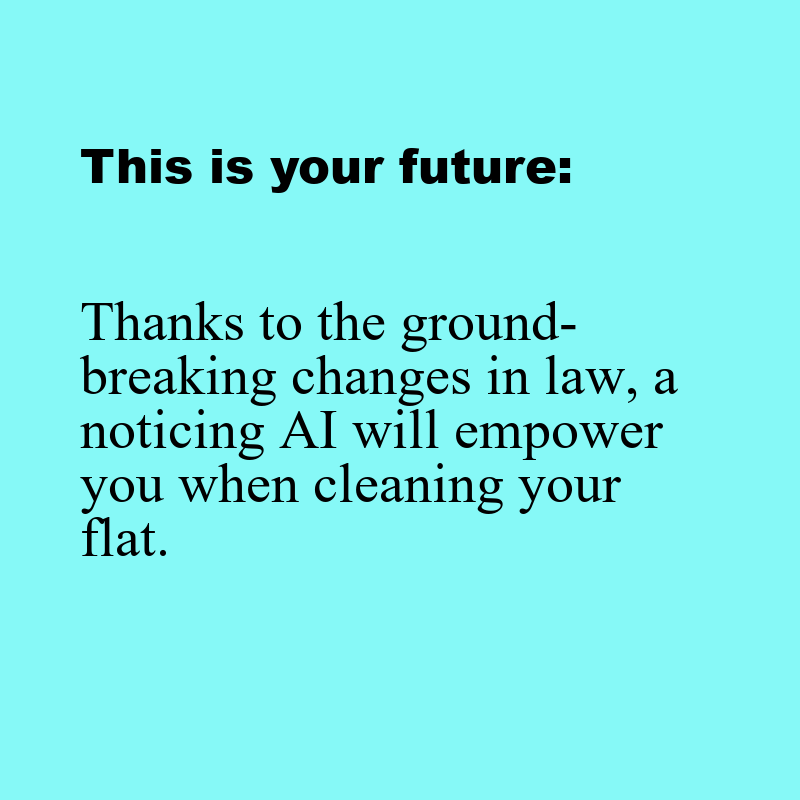 This is your future:
Thanks to the ground-
breaking changes in law, a
noticing AI will empower
you when cleaning your
flat.